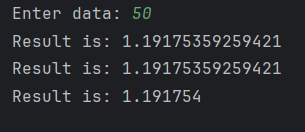 Enter data: 50
Result is: 1.19175359259421
Result is: 1.19175359259421
Result is: 1.191754